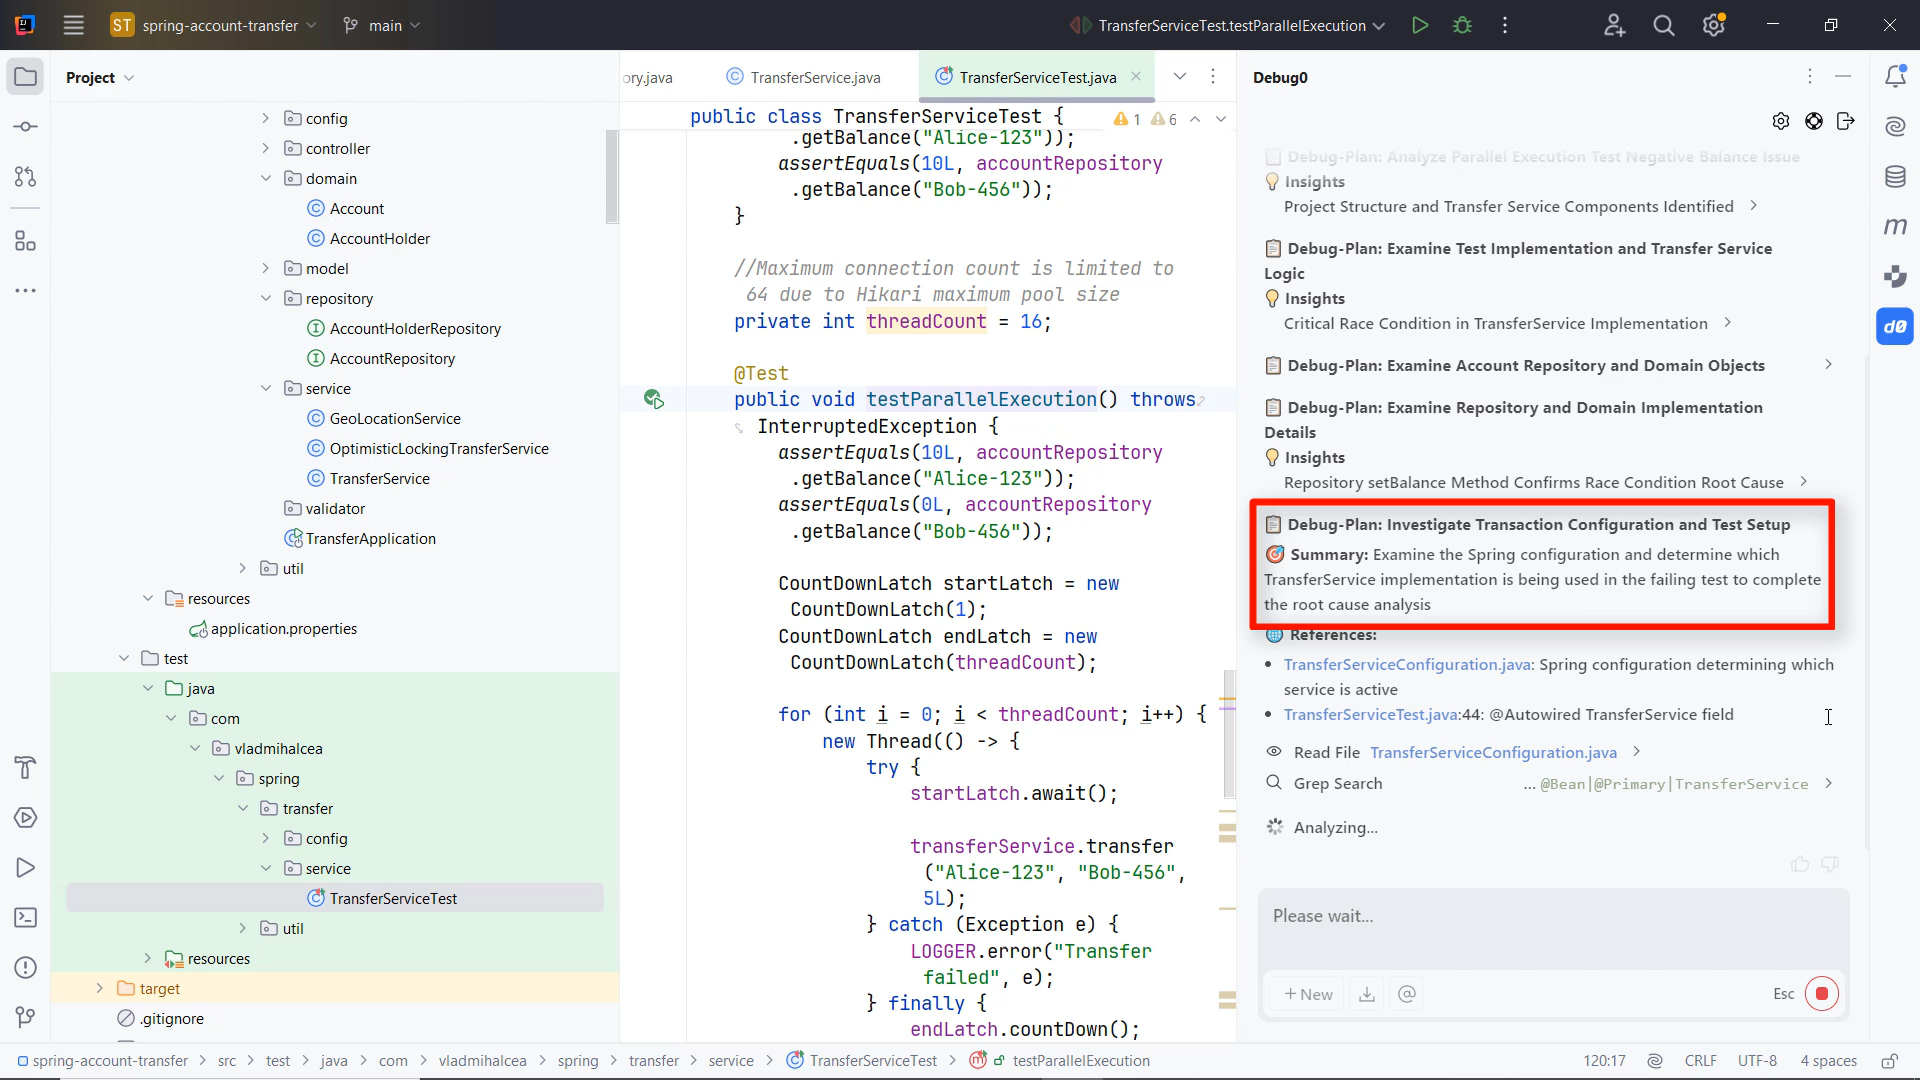 ST spring-account-transfer
main
TransferServiceTest.testParallelExecution
Project
config
controller
domain
Account
AccountHolder
model
repository
AccountHolderRepository
AccountRepository
service
GeoLocationService
OptimisticLockingTransferService
TransferService
validator
TransferApplication
util
resources
application.properties
test
java
com
vladmihalcea
spring
transfer
config
service
TransferServiceTest
util
resources
target
.gitignore
ory.java
TransferService.java
TransferServiceTest.java
public class TransferServiceTest {
1 6
.getBalance("Alice-123"));
assertEquals(10L, accountRepository
.getBalance("Bob-456"));
}
//Maximum connection count is limited to
64 due to Hikari maximum pool size
private int threadCount = 16;
@Test
public void testParallelExecution() throws
InterruptedException {
assertEquals(10L, accountRepository
.getBalance("Alice-123"));
assertEquals(0L, accountRepository
.getBalance("Bob-456"));
CountDownLatch startLatch = new
CountDownLatch(1);
CountDownLatch endLatch = new
CountDownLatch(threadCount);
for (int i = 0; i < threadCount; i++) {
new Thread(() -> {
try {
startLatch.await();
transferService.transfer
("Alice-123", "Bob-456",
5L);
} catch (Exception e) {
LOGGER.error("Transfer
failed", e);
} finally {
endLatch.countDown();
Debug0
Debug-Plan: Analyze Parallel Execution Test Negative Balance Issue
Insights
Project Structure and Transfer Service Components Identified
Debug-Plan: Examine Test Implementation and Transfer Service
Logic
Insights
Critical Race Condition in TransferService Implementation
Debug-Plan: Examine Account Repository and Domain Objects
Debug-Plan: Examine Repository and Domain Implementation
Details
Insights
Repository setBalance Method Confirms Race Condition Root Cause
Debug-Plan: Investigate Transaction Configuration and Test Setup
Summary: Examine the Spring configuration and determine which
TransferService implementation is being used in the failing test to complete
the root cause analysis
References:
• TransferServiceConfiguration.java: Spring configuration determining which
service is active
• TransferServiceTest.java:44: @Autowired TransferService field
Read File TransferServiceConfiguration.java
Grep Search ... @Bean|@Primary|TransferService
Analyzing...
Please wait...
+ New
@
Esc
m
d0
spring-account-transfer > src > test > java > com > vladmihalcea > spring > transfer > service > TransferServiceTest > testParallelExecution
120:17 CRLF UTF-8 4 spaces